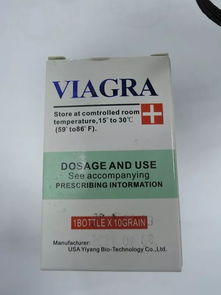 VIAGRA
Store at comtrolled room
temperature,15˚ to 30℃
(59˚ to86˚ F).
DOSAGE AND USE
See accompanying
PRESCRIBING INTORMATION
1BOTTLE X 10GRAIN
Manufacturer:
USA Yiyang Bio-Technology Co.,Ltd.